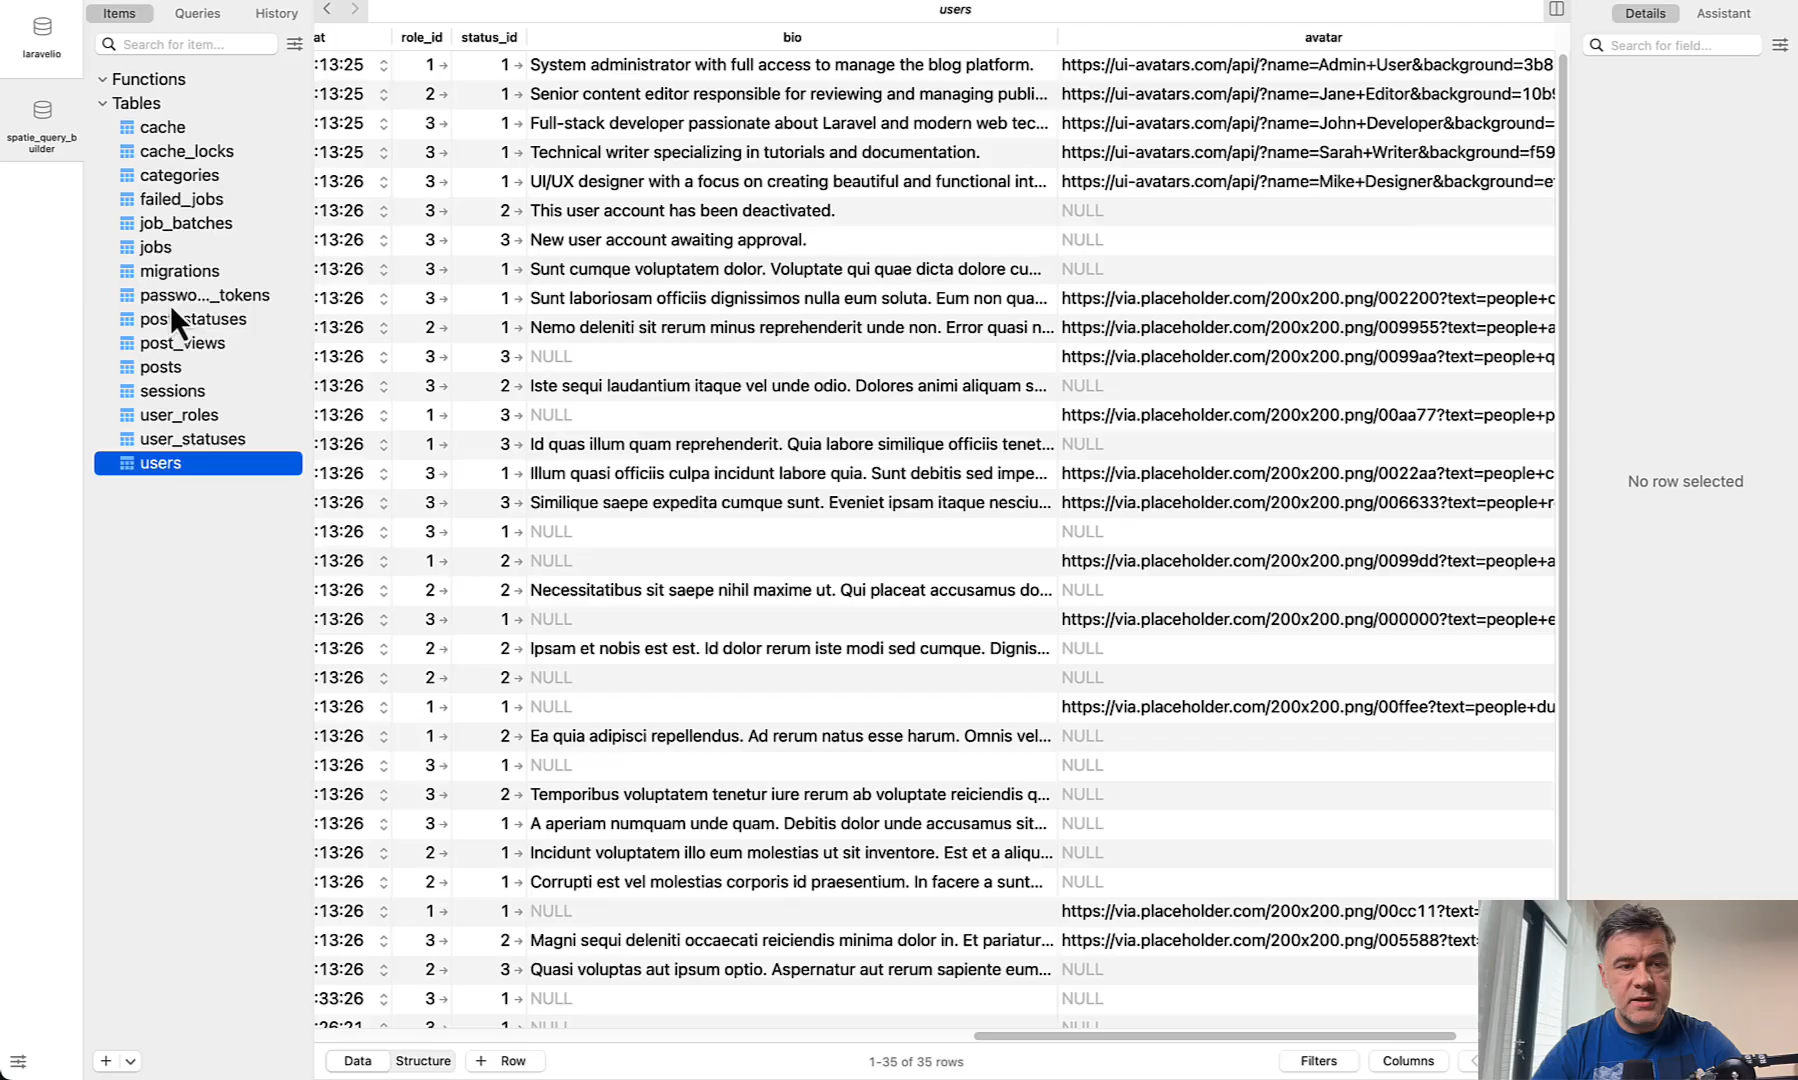 Items Queries History users Details Assistant
laravelio
Search for item...
Search for field...
at role_id status_id bio avatar
spatie_query_b
uilder
Functions
Tables
cache
cache_locks
categories
failed_jobs
job_batches
jobs
migrations
passwo..._tokens
post_views
posts
sessions
user_roles
user_statuses
users
:13:25 1 1 System administrator with full access to manage the blog platform. https://ui-avatars.com/api/?name=Admin+User&background=3b8
:13:25 2 1 Senior content editor responsible for reviewing and managing publi... https://ui-avatars.com/api/?name=Jane+Editor&background=10b9
:13:25 3 1 Full-stack developer passionate about Laravel and modern web tec... https://ui-avatars.com/api/?name=John+Developer&background=
:13:25 3 1 Technical writer specializing in tutorials and documentation. https://ui-avatars.com/api/?name=Sarah+Writer&background=f59
:13:26 3 1 UI/UX designer with a focus on creating beautiful and functional int... https://ui-avatars.com/api/?name=Mike+Designer&background=e
:13:26 3 2 This user account has been deactivated. NULL
:13:26 3 3 New user account awaiting approval. NULL
:13:26 3 1 Sunt cumque voluptatem dolor. Voluptate qui quae dicta dolore cu... NULL
:13:26 3 1 Sunt laboriosam officiis dignissimos nulla eum soluta. Eum non qua... https://via.placeholder.com/200x200.png/002200?text=people+c
:13:26 2 1 Nemo deleniti sit rerum minus reprehenderit unde non. Error quasi n... https://via.placeholder.com/200x200.png/009955?text=people+a
:13:26 3 3 NULL https://via.placeholder.com/200x200.png/0099aa?text=people+q
:13:26 3 2 Iste sequi laudantium itaque vel unde odio. Dolores animi aliquam s... NULL
:13:26 1 3 NULL https://via.placeholder.com/200x200.png/00aa77?text=people+p
:13:26 1 3 Id quas illum quam reprehenderit. Quia labore similique officiis tenet... NULL
:13:26 3 1 Illum quasi officiis culpa incidunt labore quia. Sunt debitis sed impe... https://via.placeholder.com/200x200.png/0022aa?text=people+c
:13:26 3 3 Similique saepe expedita cumque sunt. Eveniet ipsam itaque nesciu... https://via.placeholder.com/200x200.png/006633?text=people+r
:13:26 3 1 NULL
:13:26 1 2 NULL https://via.placeholder.com/200x200.png/0099dd?text=people+a
:13:26 2 2 Necessitatibus sit saepe nihil maxime ut. Qui placeat accusamus do... NULL
:13:26 3 1 NULL https://via.placeholder.com/200x200.png/000000?text=people+e
:13:26 2 2 Ipsam et nobis est est. Id dolor rerum iste modi sed cumque. Dignis... NULL
:13:26 2 2 NULL NULL
:13:26 1 1 NULL https://via.placeholder.com/200x200.png/00ffee?text=people+du
:13:26 1 2 Ea quia adipisci repellendus. Ad rerum natus esse harum. Omnis vel... NULL
:13:26 3 1 NULL NULL
:13:26 3 2 Temporibus voluptatem tenetur iure rerum ab voluptate reiciendis q... NULL
:13:26 3 1 A aperiam numquam unde quam. Debitis dolor unde accusamus sit... NULL
:13:26 2 1 Incidunt voluptatem illo eum molestias ut sit inventore. Est et a aliqu... NULL
:13:26 2 1 Corrupti est vel molestias corporis id praesentium. In facere a sunt... NULL
:13:26 1 1 NULL https://via.placeholder.com/200x200.png/00cc11?text=
:13:26 3 2 Magni sequi deleniti occaecati reiciendis minima dolor in. Et pariatur... https://via.placeholder.com/200x200.png/005588?text=
:13:26 2 3 Quasi voluptas aut ipsum optio. Aspernatur aut rerum sapiente eum... NULL
:33:26 3 1 NULL NULL
:26:21 3 1 NULL NULL
No row selected
Data Structure + Row 1-35 of 35 rows Filters Columns